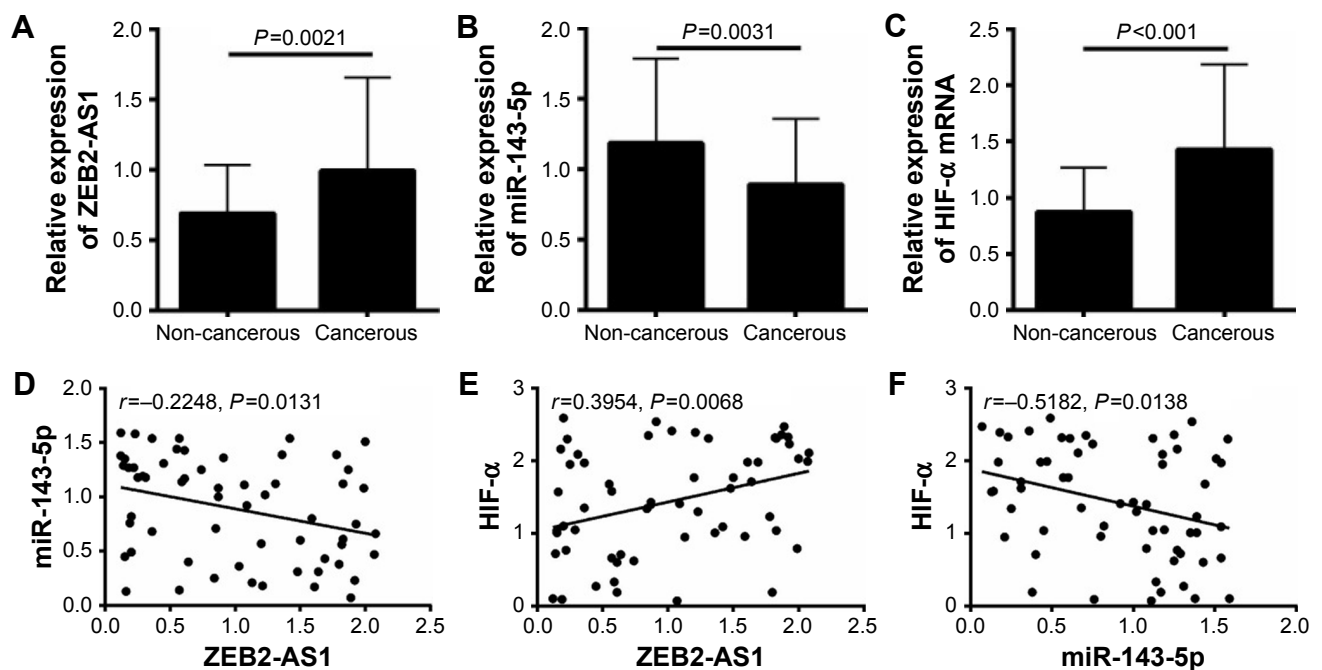 A
Relative expression
of ZEB2-AS1
2.0
1.5
1.0
0.5
0.0
P=0.0021
Non-cancerous Cancerous
B
Relative expression
of miR-143-5p
2.0
1.5
1.0
0.5
0.0
P=0.0031
Non-cancerous Cancerous
C
Relative expression
of HIF-α mRNA
2.5
2.0
1.5
1.0
0.5
0.0
P<0.001
Non-cancerous Cancerous
D
miR-143-5p
2.0
1.5
1.0
0.5
0.0
r=–0.2248, P=0.0131
0.0 0.5 1.0 1.5 2.0 2.5
ZEB2-AS1
E
HIF-α
3
2
1
0
r=0.3954, P=0.0068
0.0 0.5 1.0 1.5 2.0 2.5
ZEB2-AS1
F
HIF-α
3
2
1
0
r=–0.5182, P=0.0138
0.0 0.5 1.0 1.5 2.0
miR-143-5p